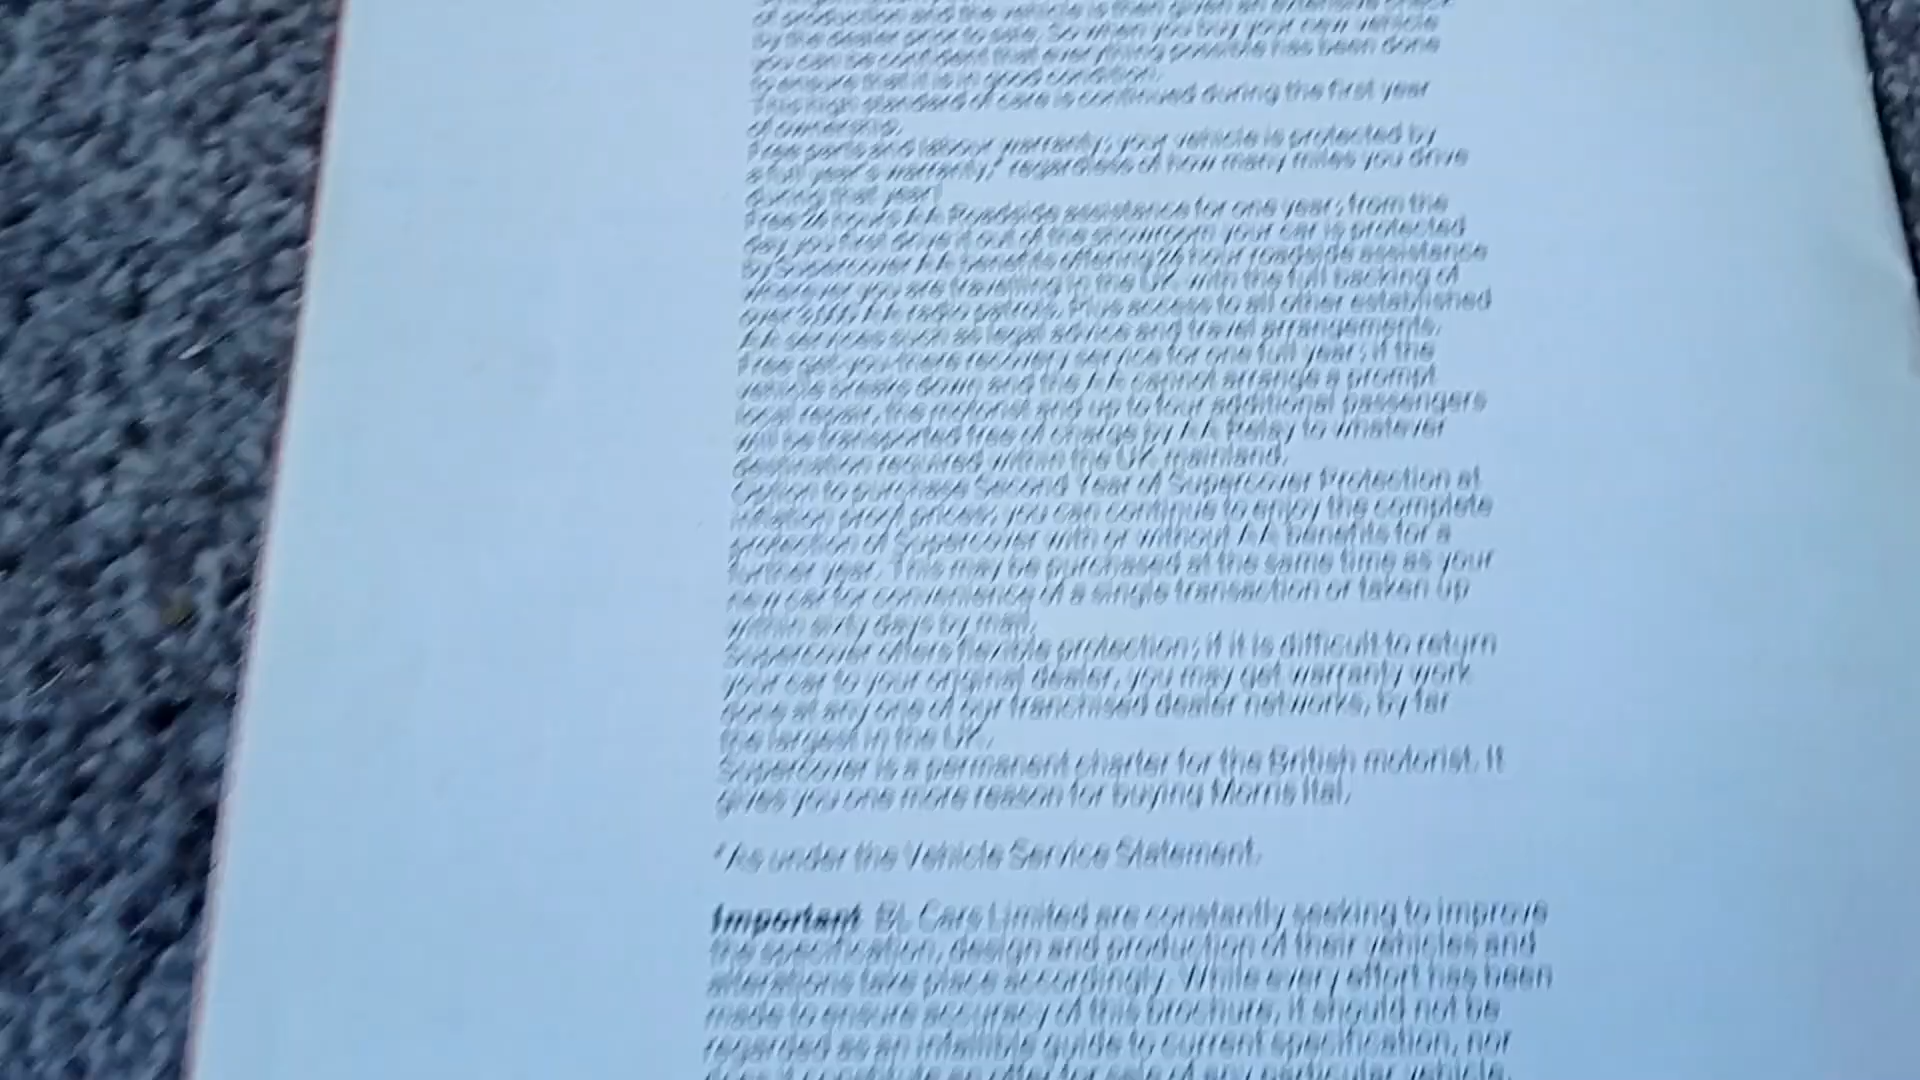 of production and the vehicle is then given an extensive check
by the dealer prior to sale. So when you buy your new vehicle
you can be confident that everything possible has been done
to ensure that it is in good condition.
This high standard of care is continued during the first year
of ownership.
Free parts and labour warranty; your vehicle is protected by
a full year's warranty,* regardless of how many miles you drive
during that year!
Free 24 hours AA Roadside assistance for one year; from the
day you first drive it out of the showroom your car is protected
by Supercover AA benefits offering 24 hour roadside assistance
wherever you are travelling in the UK, with the full backing of
over AA radio patrols. Plus access to all other established
AA services such as legal advice and travel arrangements.
Free get-you-there recovery service for one full year; if the
vehicle breaks down and the AA cannot arrange a prompt
local repair, the motorist and up to four additional passengers
will be transported free of charge by AA Relay to whatever
destination required within the UK mainland.
Option to purchase Second Year of Supercover Protection at
inflation proof prices; you can continue to enjoy the complete
protection of Supercover with or without AA benefits for a
further year. This may be purchased at the same time as your
new car for convenience of a single transaction or taken up
within sixty days by mail.
Supercover offers flexible protection; if it is difficult to return
your car to your original dealer, you may get warranty work
done at any one of our franchised dealer networks, by far
the largest in the UK.
Supercover is a permanent charter for the British motorist. It
gives you one more reason for buying Morris Ital.
*As under the Vehicle Service Statement.
Important BL Cars Limited are constantly seeking to improve
the specification, design and production of their vehicles and
alterations take place accordingly. While every effort has been
made to ensure accuracy of this brochure, it should not be
regarded as an infallible guide to current specification, nor
does it constitute an offer for sale of any particular vehicle.